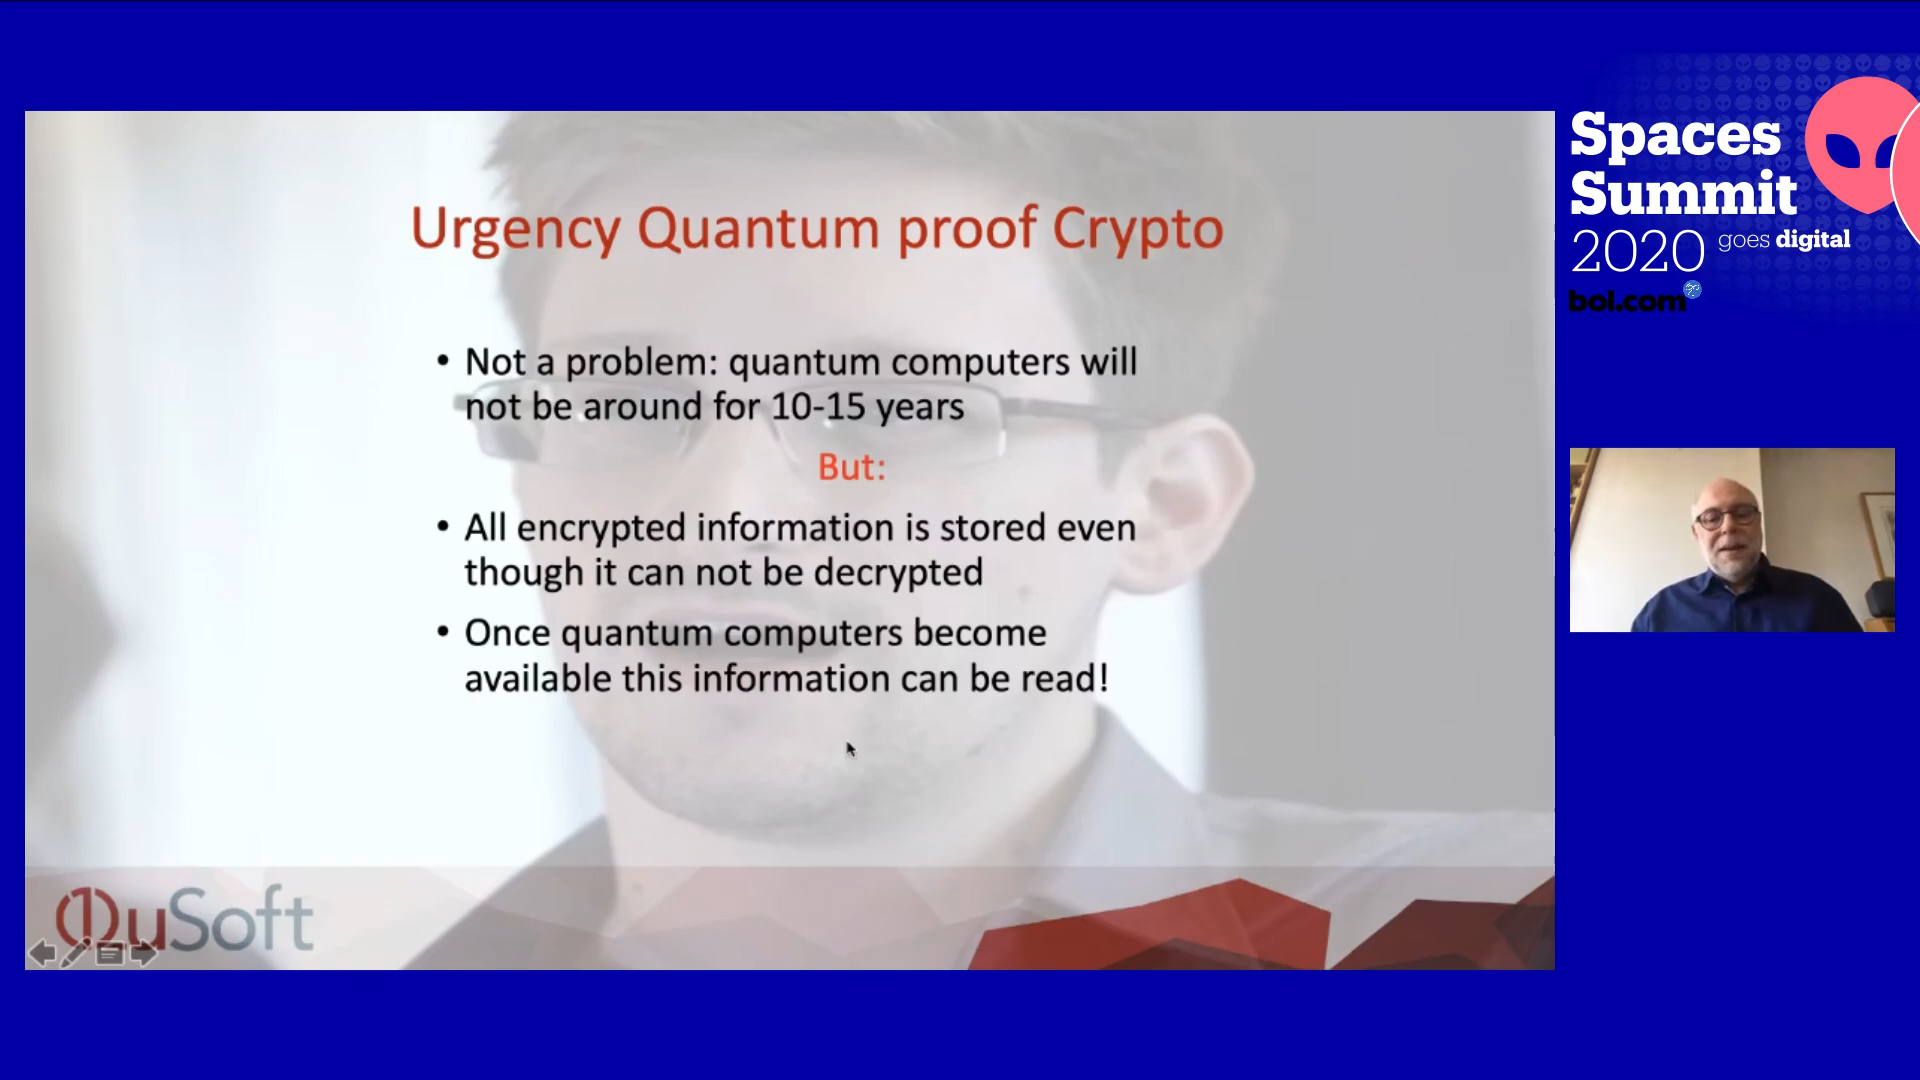 Urgency Quantum proof Crypto
• Not a problem: quantum computers will
not be around for 10-15 years
But:
• All encrypted information is stored even
though it can not be decrypted
• Once quantum computers become
available this information can be read!
QuSoft
Spaces
Summit
2020 goes digital
bol.com